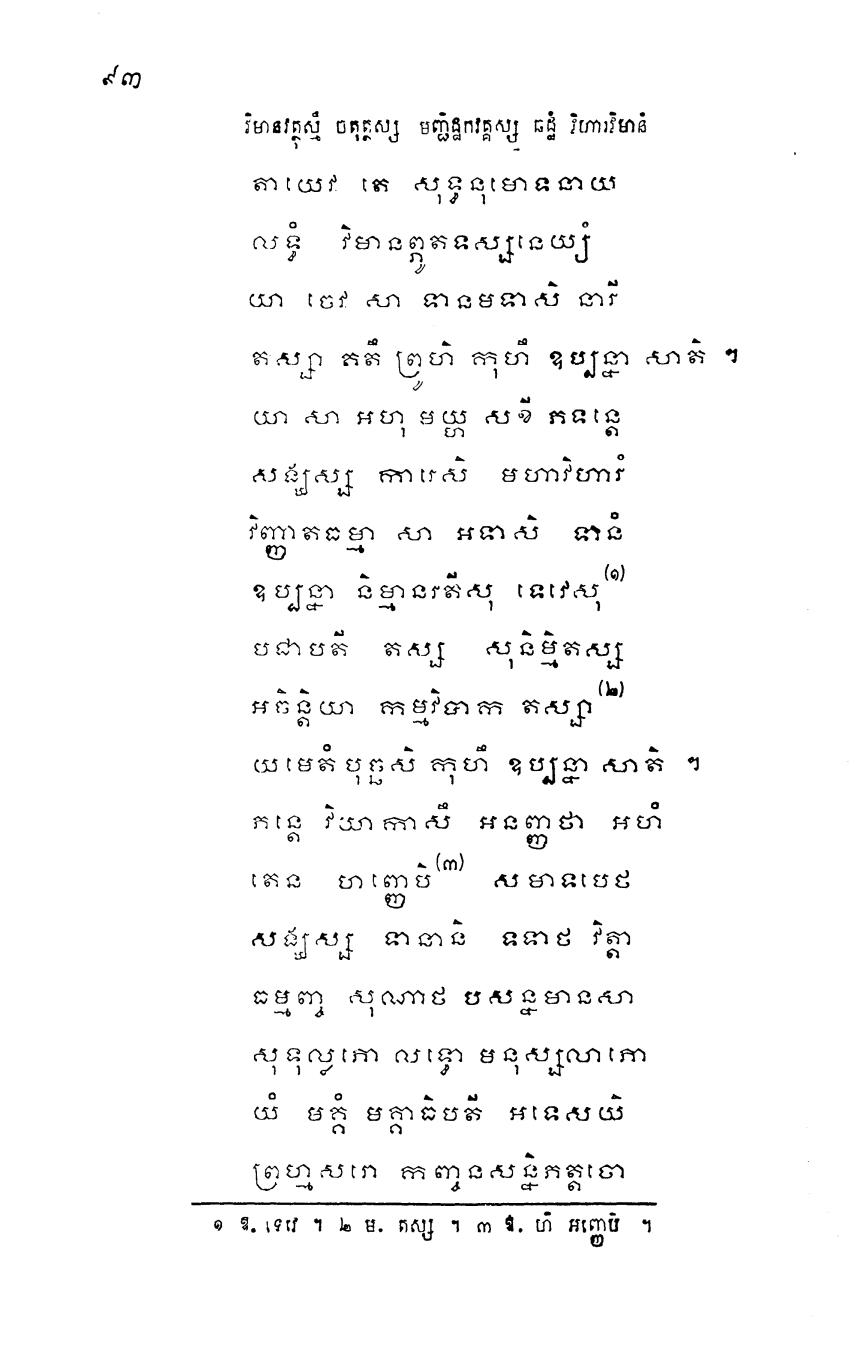 ៩៣
វិមានវត្ថុស្មឹ ចតុត្ថស្ស មញ្ជិដ្ឋកវគ្គស្ស ឆដ្ឋំ វិហារវិមានំ
តាយេវ តេ សុទ្ធនុមោទនាយ
លទ្ធំ វិមានព្ភូតទស្សនេយ្យំ
យា ចេវ សា ទានមទាសិ នារី
តស្សា គតឹ ព្រូហិ កុហឹ ឧប្បន្នា សាតិ ។
យា សា អហុ មយ្ហ សខី ភទន្តេ
សង្ឃស្ស ការេសិ មហាវិហារំ
វិញ្ញាតធម្មា សា អទាសិ ទានំ
ឧប្បន្នា និម្មានរតីសុ ទេវេសុ(១)
បជាបតី តស្ស សុនិម្មិតស្ស
អចិន្តិយា កម្មវិបាក តស្សា(២)
យមេតំ បុច្ឆសិ កុហឹ ឧប្បន្នា សាតិ ។
ភន្តេ វិយាកាសឹ អនញ្ញថា អហំ
តេន ហញ្ញេបិ(៣) សមាទបេថ
សង្ឃស្ស ទានានិ ទទាថ វិត្តា
ធម្មញ្ច សុណាថ បសន្នមានសា
សុទុល្លភោ លទ្ធោ មនុស្សលាភោ
យំ មគ្គំ មគ្គាធិបតី អទេសយិ
ព្រហ្មសរោ កញ្ចនសន្និភត្តចោ
១ ឱ. ទេវេ ។ ២ ម. តស្ស ។ ៣ ឱ. ហិ អញ្ញេបិ ។